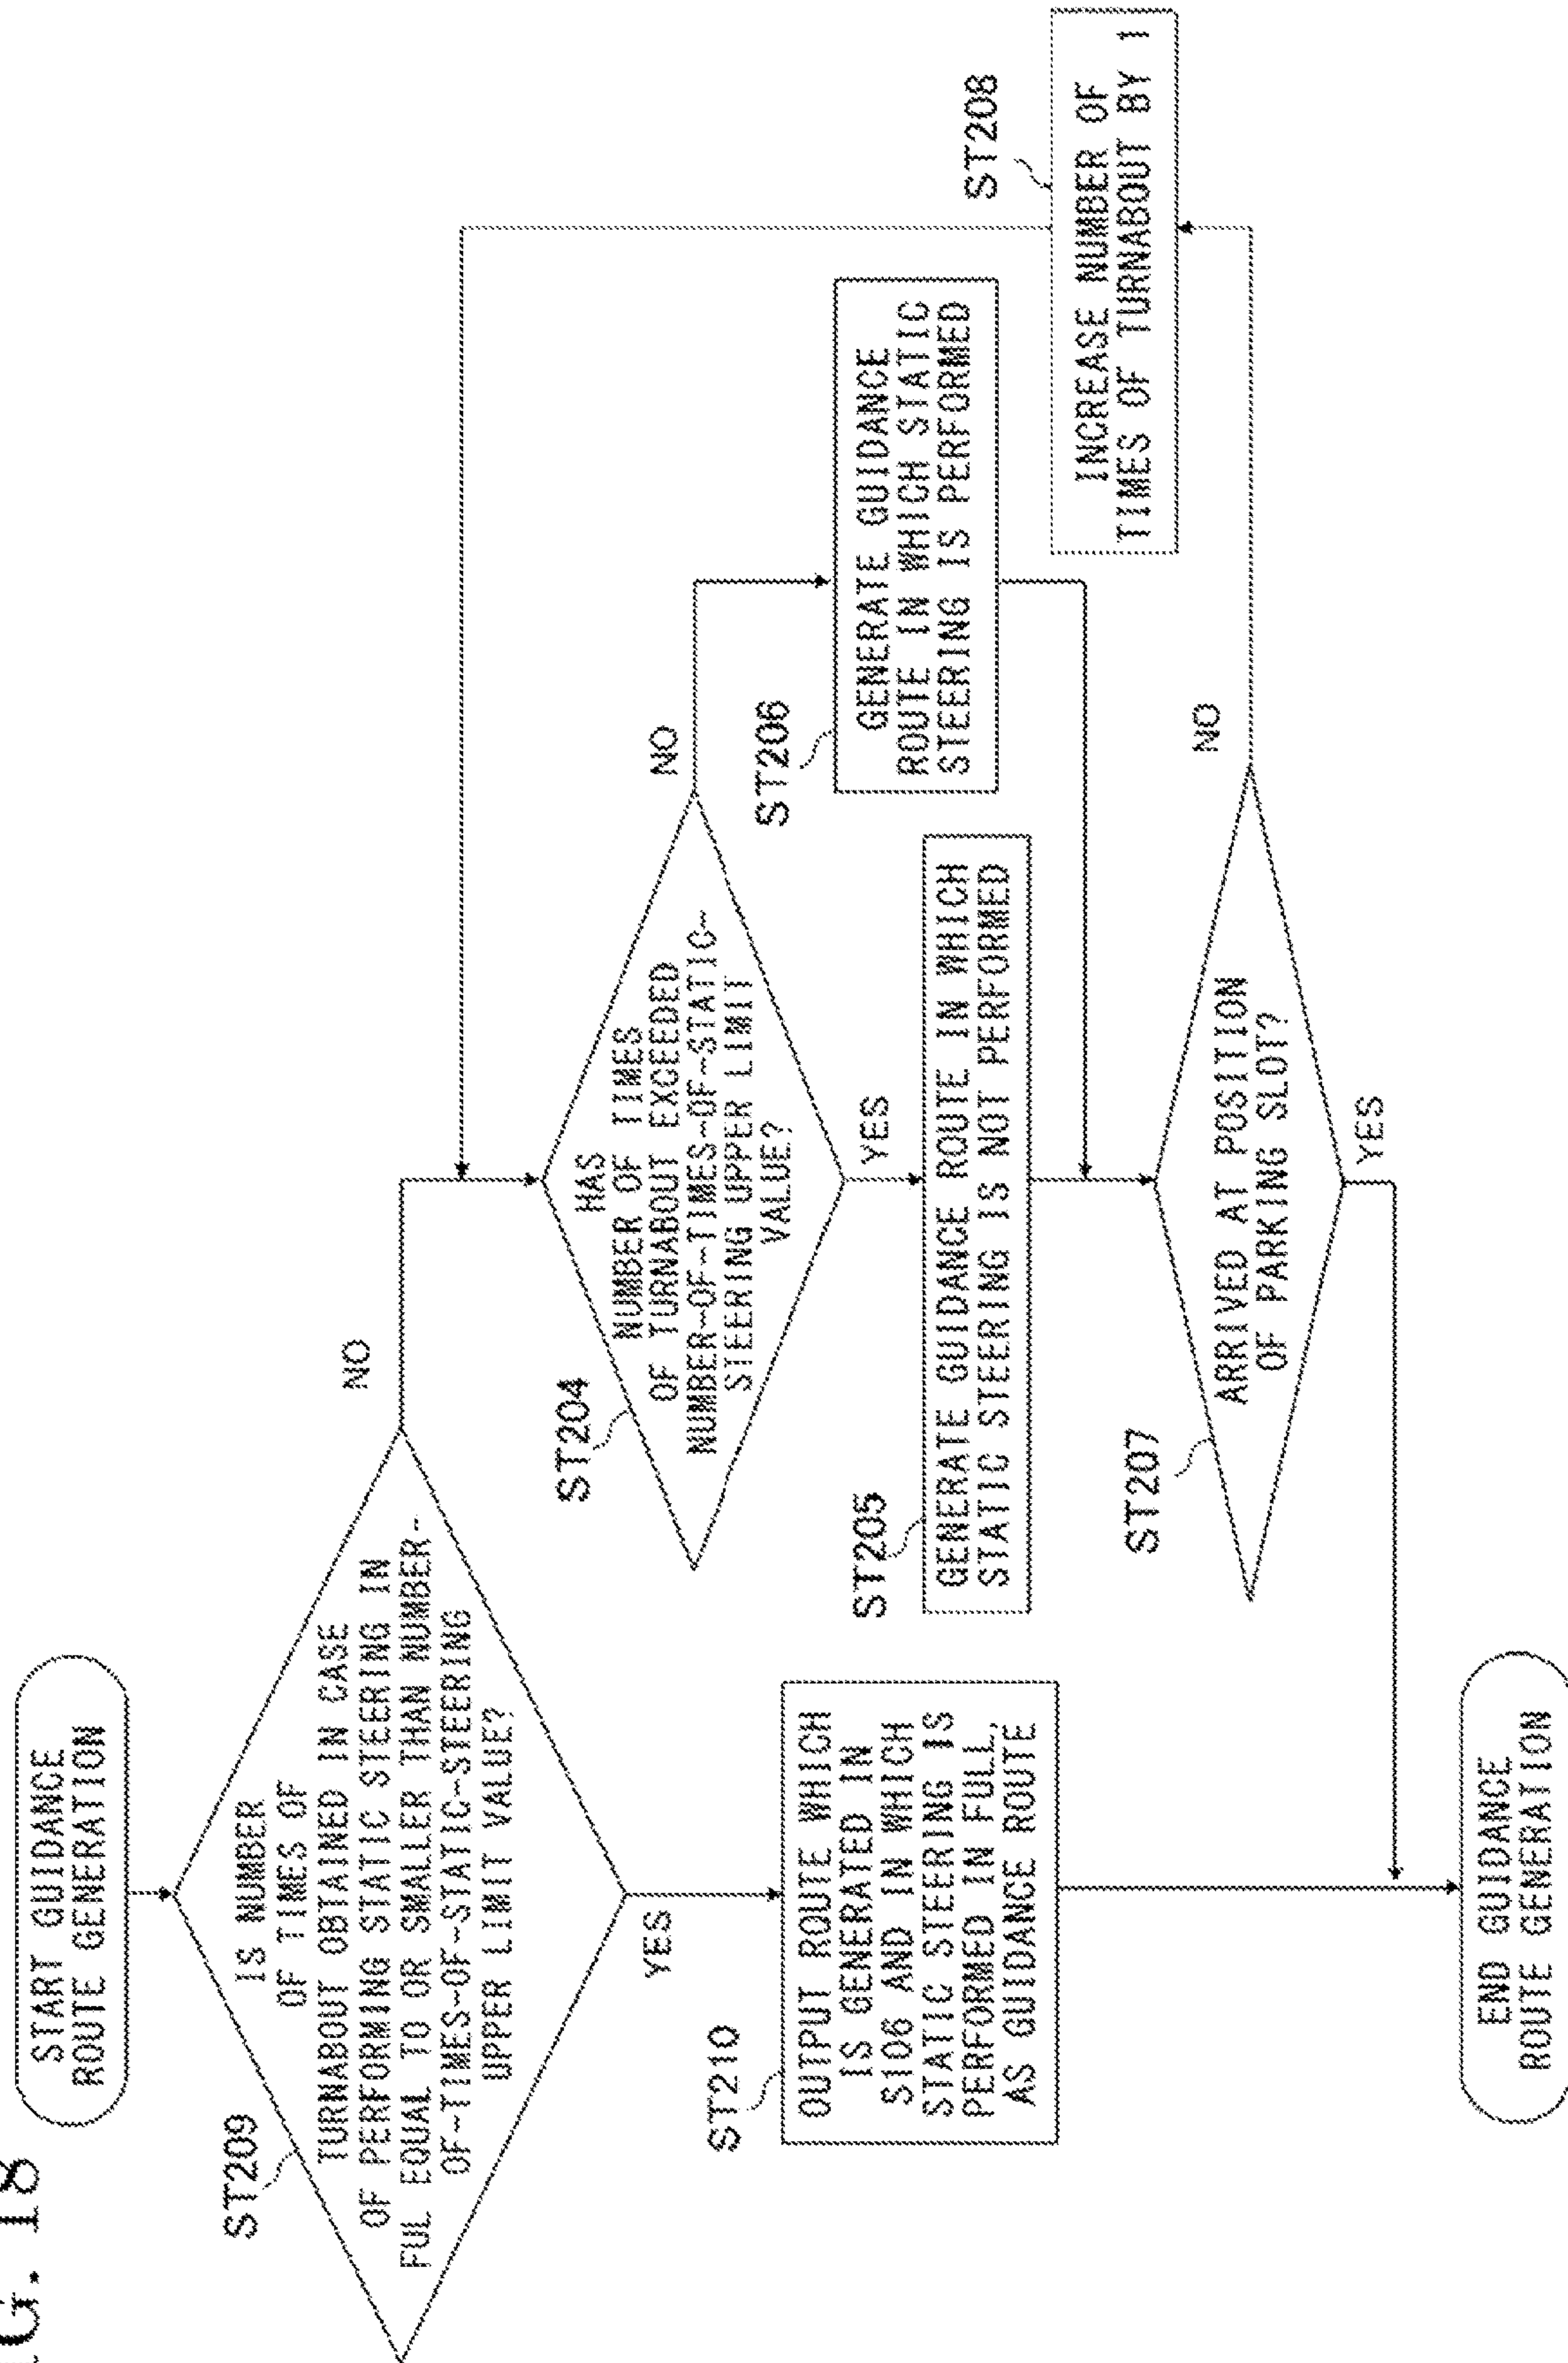 G. 18
START GUIDANCE
ROUTE GENERATION
ST209
IS NUMBER
OF TIMES OF
TURNABOUT OBTAINED IN CASE
OF PERFORMING STATIC STEERING IN
FUL EQUAL TO OR SMALLER THAN NUMBER-
OF-TIMES-OF-STATIC-STEERING
UPPER LIMIT VALUE?
NO
YES
ST210
OUTPUT ROUTE WHICH
IS GENERATED IN
S106 AND IN WHICH
STATIC STEERING IS
PERFORMED IN FULL,
AS GUIDANCE ROUTE
ST204
HAS
NUMBER OF TIMES
OF TURNABOUT EXCEEDED
NUMBER-OF-TIMES-OF-STATIC-
STEERING UPPER LIMIT
VALUE?
NO
YES
ST205
GENERATE GUIDANCE ROUTE IN WHICH
STATIC STEERING IS NOT PERFORMED
ST206
GENERATE GUIDANCE
ROUTE IN WHICH STATIC
STEERING IS PERFORMED
ST207
ARRIVED AT POSITION
OF PARKING SLOT?
NO
YES
ST208
INCREASE NUMBER OF
TIMES OF TURNABOUT BY 1
END GUIDANCE
ROUTE GENERATION